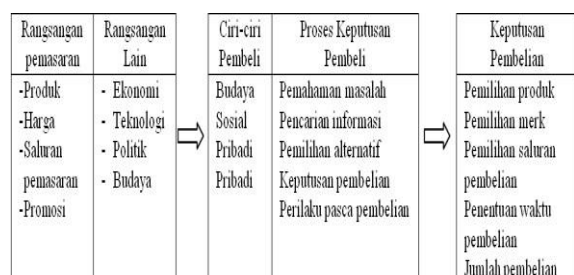 Rangsangan
pemasaran
-Produk
-Harga
-Saluran
pemasaran
-Promosi
Rangsangan
Lain
- Ekonomi
- Teknologi
- Politik
- Budaya
Ciri-ciri
Pembeli
Budaya
Sosial
Pribadi
Pribadi
Proses Keputusan
Pembeli
Pemahaman masalah
Pencarian informasi
Pemilihan alternatif
Keputusan pembelian
Perilaku pasca pembelian
Keputusan
Pembelian
Pemilihan produk
Pemilihan merk
Pemilihan saluran
pembelian
Penentuan waktu
pembelian
Jumlah pembelian